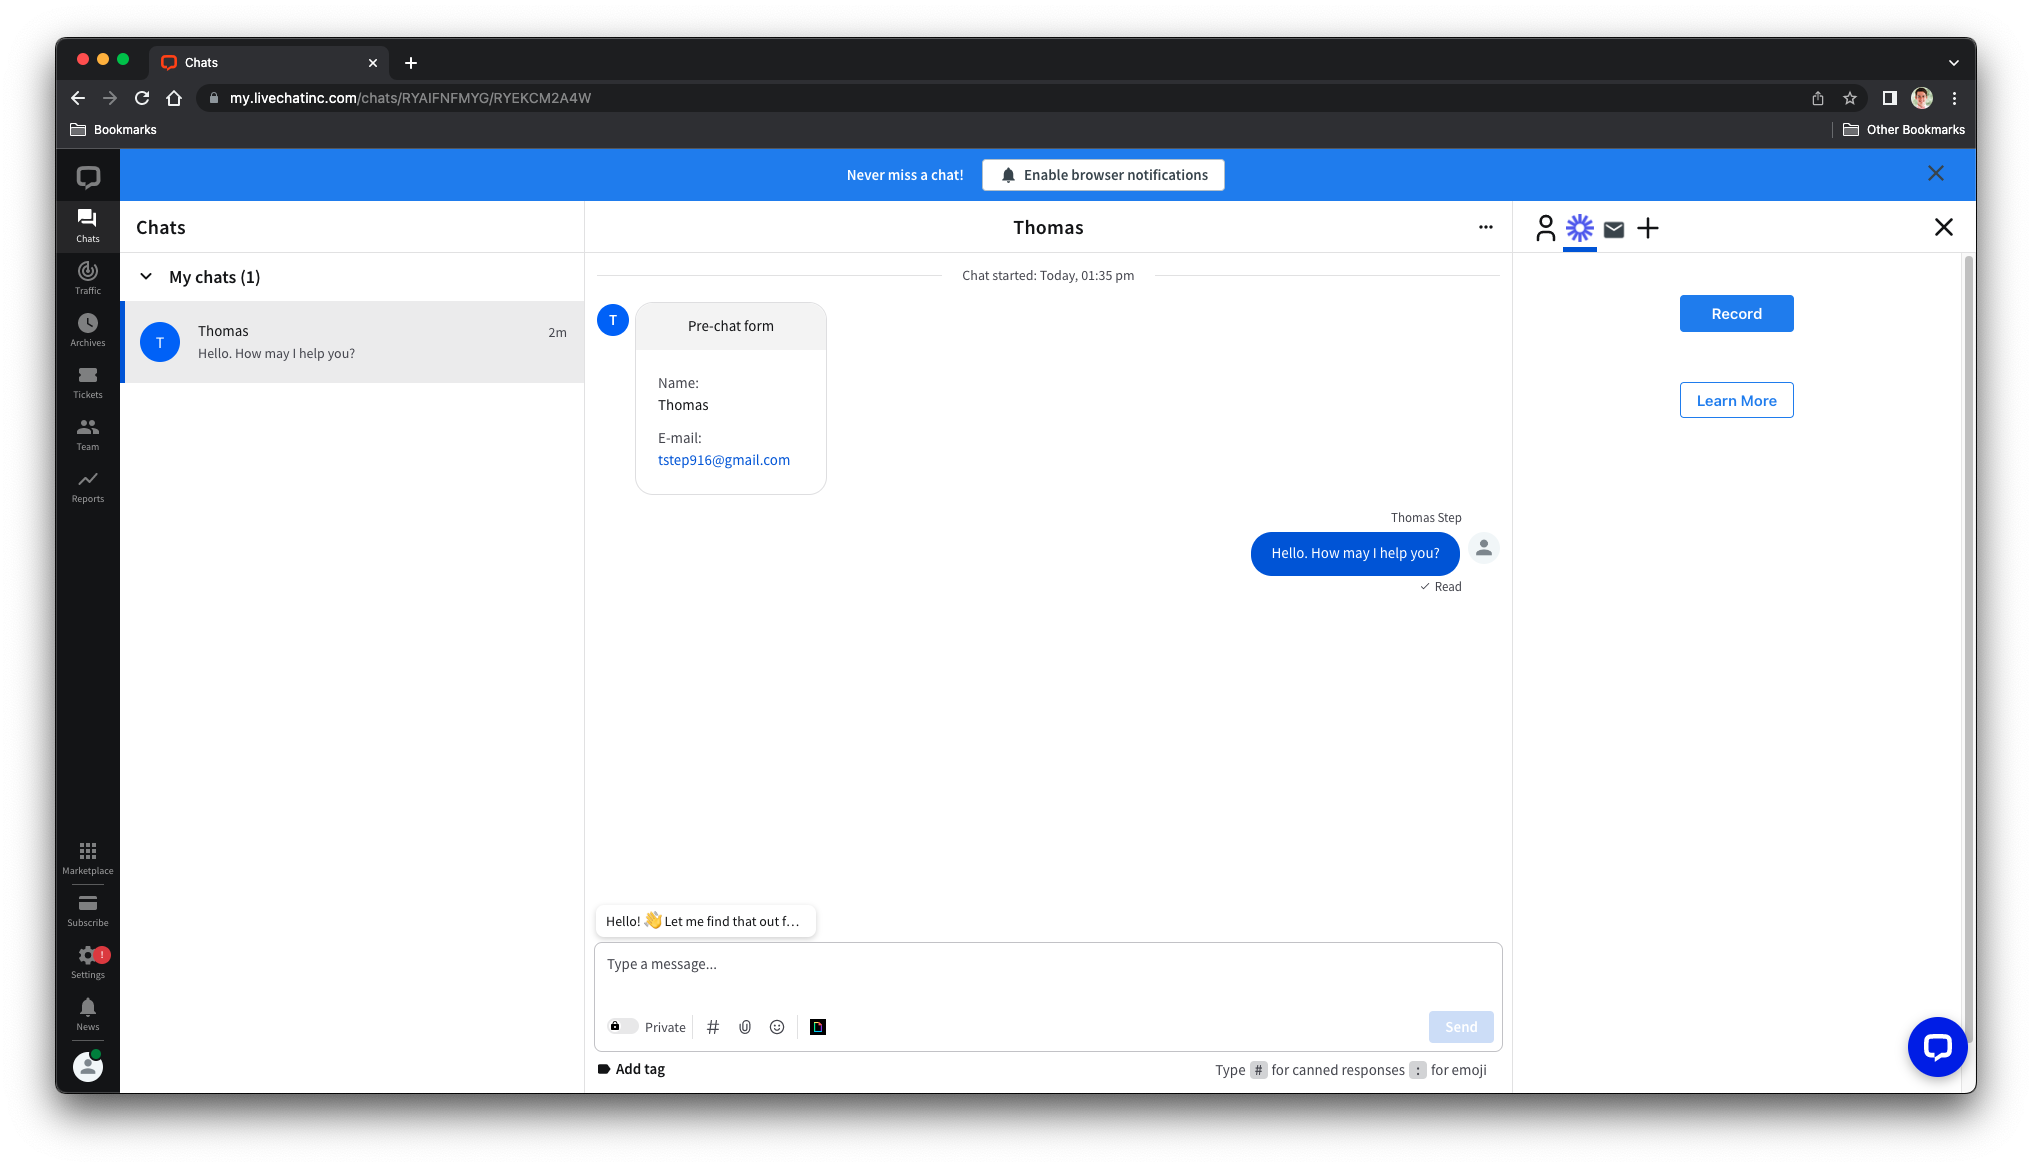 Chats
my.livechatinc.com/chats/RYAIFNFMYG/RYEKCM2A4W
Bookmarks
Other Bookmarks
Never miss a chat!
Enable browser notifications
Chats
Traffic
Archives
Tickets
Team
Reports
Marketplace
Subscribe
!
Settings
News
Chats
My chats (1)
T
Thomas
2m
Hello. How may I help you?
Thomas
Chat started: Today, 01:35 pm
T
Pre-chat form
Name:
Thomas
E-mail:
tstep916@gmail.com
Thomas Step
Hello. How may I help you?
Read
Hello! 👋 Let me find that out f...
Type a message...
Private
Send
Add tag
Type # for canned responses : for emoji
Record
Learn More